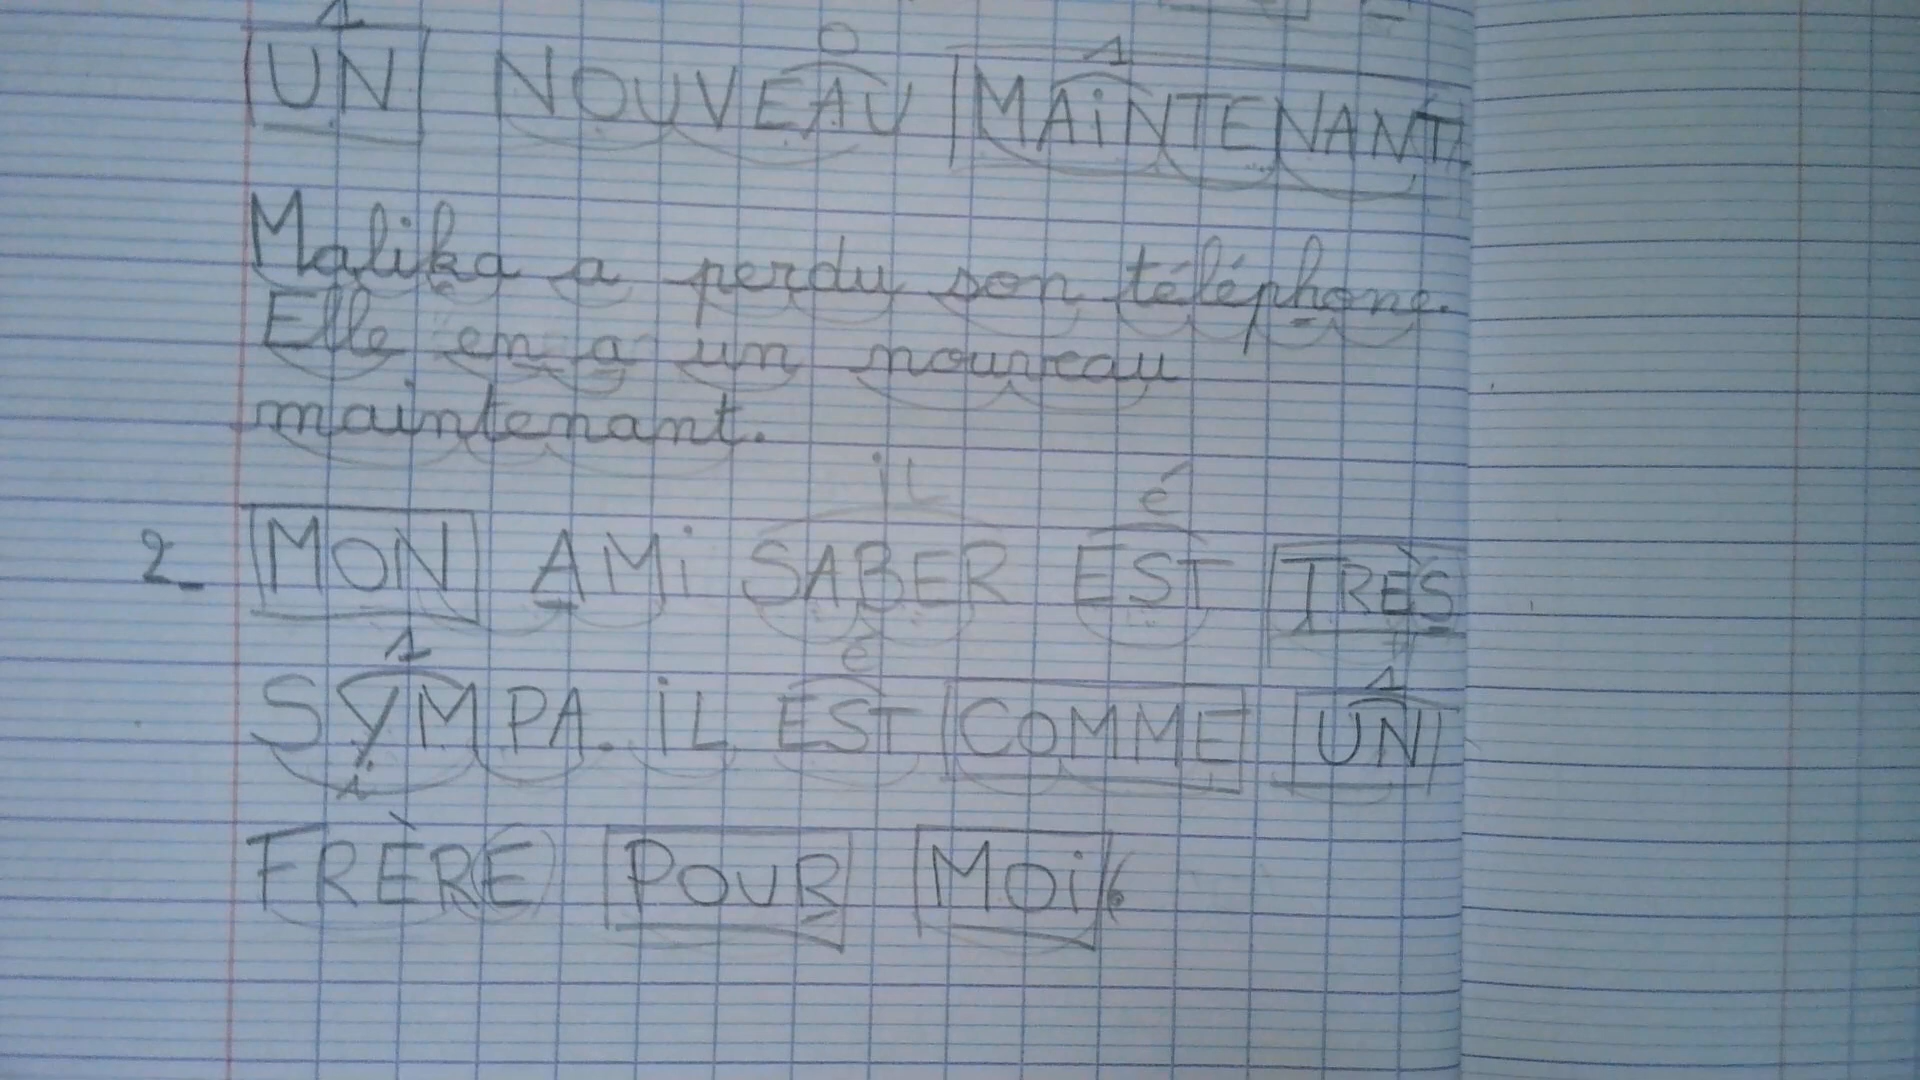 1
UN NOUVEAU MAINTENANT
Malika a perdu son téléphone.
Elle en a un nouveau
maintenant.
2_ MON AMi SABER EST TRÈS
SYMPA. iL EST COMME UN
FRÈRE POUR MOi.